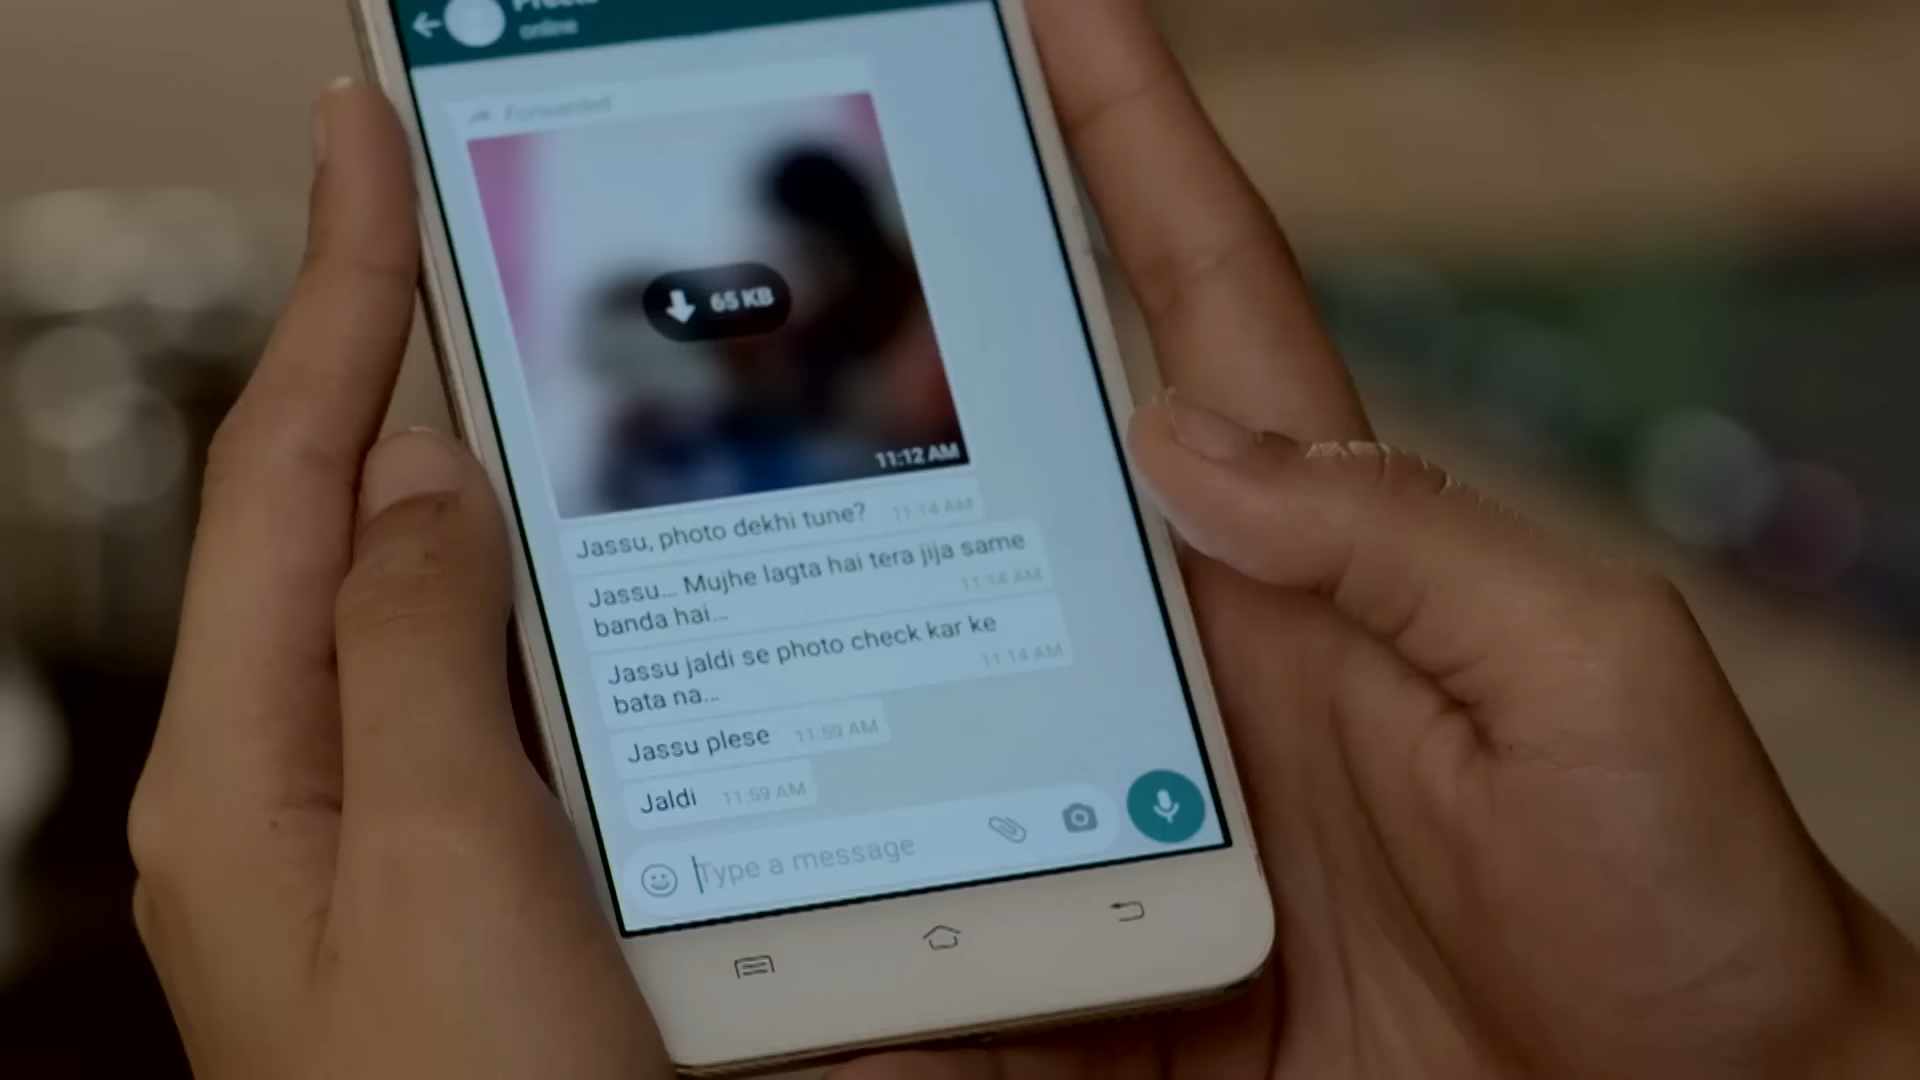 online
Forwarded
65 KB
11:12 AM
Jassu, photo dekhi tune? 11:14 AM
Jassu... Mujhe lagta hai tera jija same
banda hai... 11:14 AM
Jassu jaldi se photo check kar ke
bata na... 11:14 AM
Jassu plese 11:59 AM
Jaldi 11:59 AM
Type a message